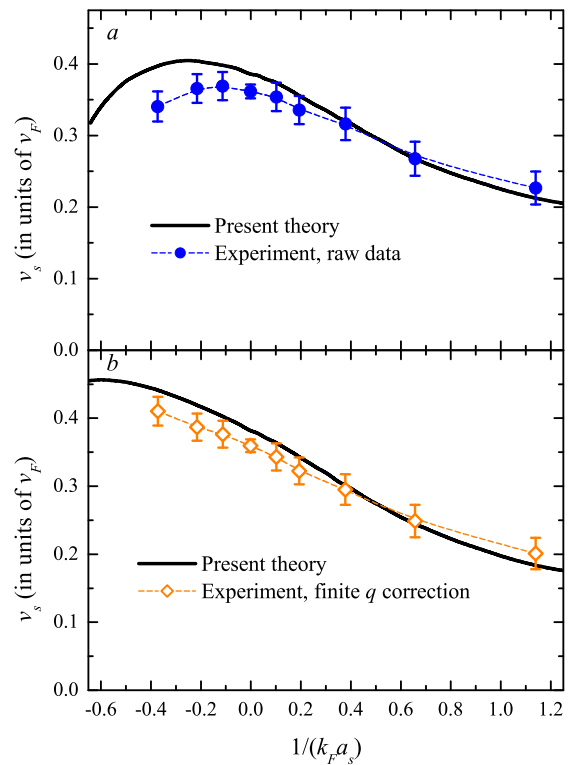 a
0.4
0.3
0.2
0.1
0.0
v_s (in units of v_F)
Present theory
Experiment, raw data
b
0.4
0.3
0.2
0.1
0.0
v_s (in units of v_F)
Present theory
Experiment, finite q correction
-0.6 -0.4 -0.2 0.0 0.2 0.4 0.6 0.8 1.0 1.2
1/(k_F a_s)